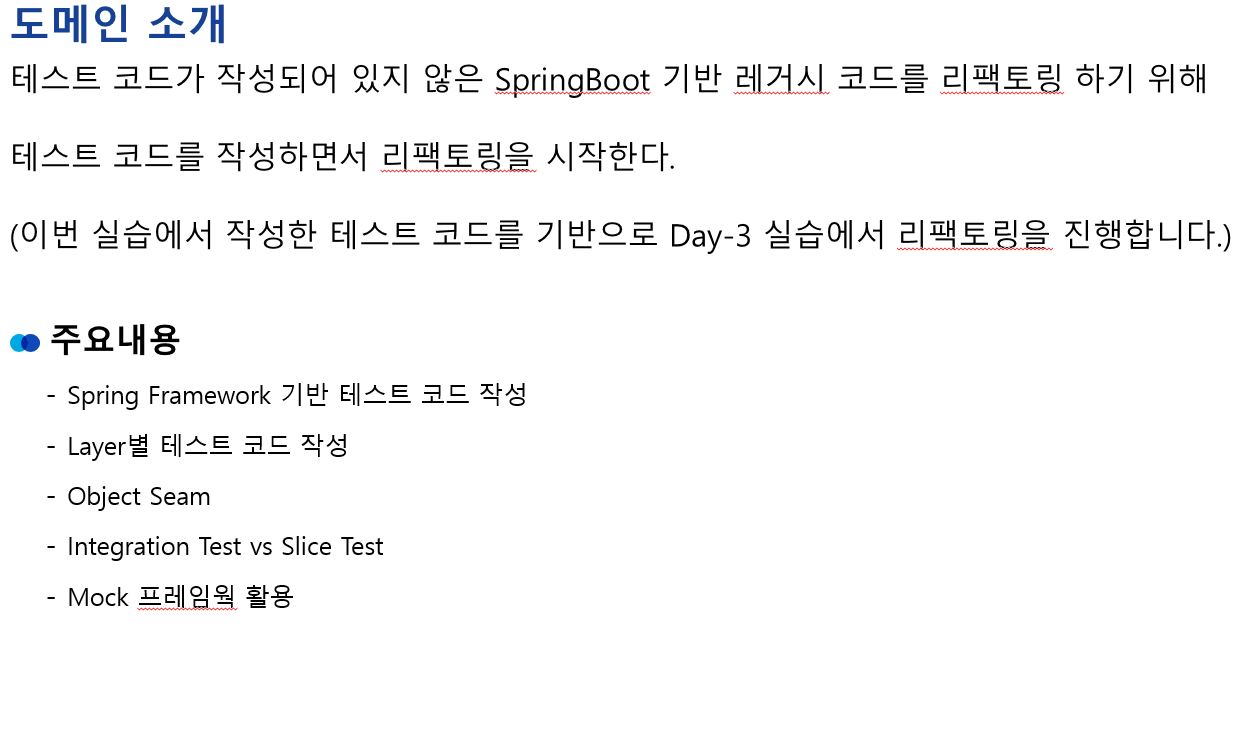 도메인 소개
테스트 코드가 작성되어 있지 않은 SpringBoot 기반 레거시 코드를 리팩토링 하기 위해
테스트 코드를 작성하면서 리팩토링을 시작한다.
(이번 실습에서 작성한 테스트 코드를 기반으로 Day-3 실습에서 리팩토링을 진행합니다.)
주요내용
- Spring Framework 기반 테스트 코드 작성
- Layer별 테스트 코드 작성
- Object Seam
- Integration Test vs Slice Test
- Mock 프레임웍 활용